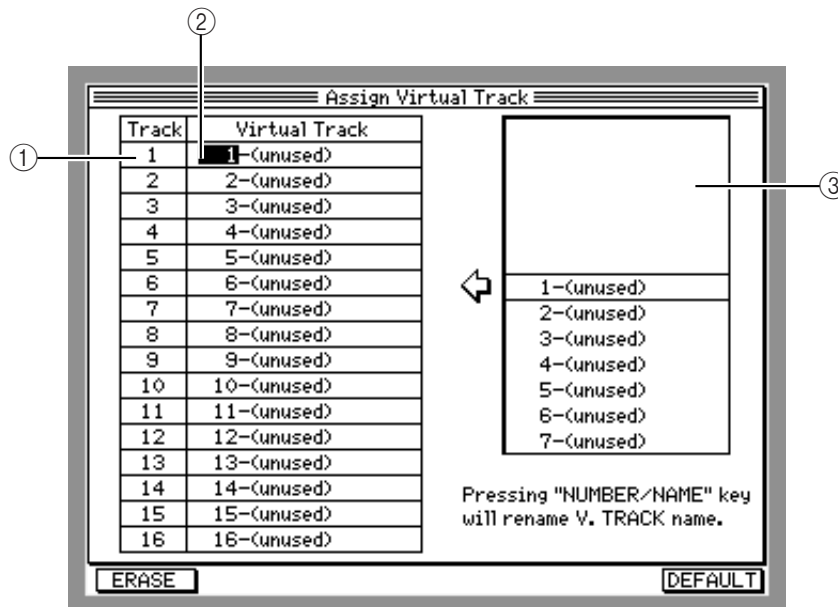 ②
Assign Virtual Track
Track Virtual Track
① 1 1-(unused)
2 2-(unused)
3 3-(unused)
4 4-(unused)
5 5-(unused)
6 6-(unused)
7 7-(unused)
8 8-(unused)
9 9-(unused)
10 10-(unused)
11 11-(unused)
12 12-(unused)
13 13-(unused)
14 14-(unused)
15 15-(unused)
16 16-(unused)
③
1-(unused)
2-(unused)
3-(unused)
4-(unused)
5-(unused)
6-(unused)
7-(unused)
Pressing "NUMBER/NAME" key
will rename V. TRACK name.
ERASE
DEFAULT